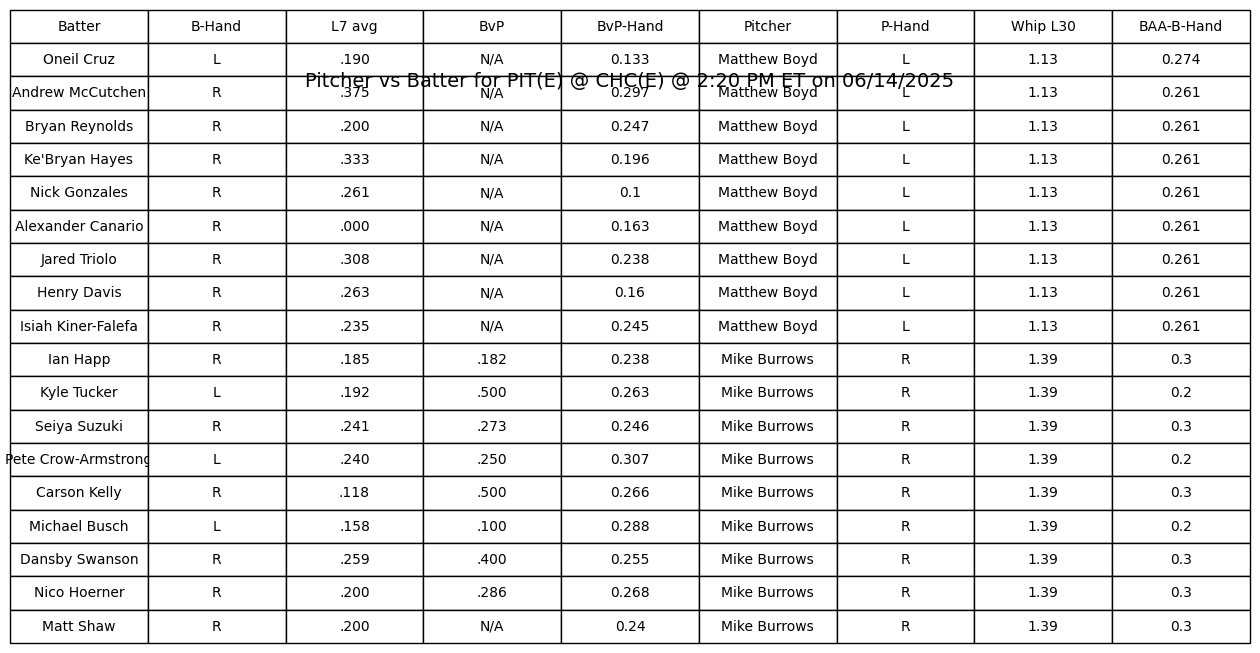 Batter B-Hand L7 avg BvP BvP-Hand Pitcher P-Hand Whip L30 BAA-B-Hand
Oneil Cruz L .190 N/A 0.133 Matthew Boyd L 1.13 0.274
Pitcher vs Batter for PIT(E) @ CHC(E) @ 2:20 PM ET on 06/14/2025
Andrew McCutchen R .375 N/A 0.297 Matthew Boyd L 1.13 0.261
Bryan Reynolds R .200 N/A 0.247 Matthew Boyd L 1.13 0.261
Ke'Bryan Hayes R .333 N/A 0.196 Matthew Boyd L 1.13 0.261
Nick Gonzales R .261 N/A 0.1 Matthew Boyd L 1.13 0.261
Alexander Canario R .000 N/A 0.163 Matthew Boyd L 1.13 0.261
Jared Triolo R .308 N/A 0.238 Matthew Boyd L 1.13 0.261
Henry Davis R .263 N/A 0.16 Matthew Boyd L 1.13 0.261
Isiah Kiner-Falefa R .235 N/A 0.245 Matthew Boyd L 1.13 0.261
Ian Happ R .185 .182 0.238 Mike Burrows R 1.39 0.3
Kyle Tucker L .192 .500 0.263 Mike Burrows R 1.39 0.2
Seiya Suzuki R .241 .273 0.246 Mike Burrows R 1.39 0.3
Pete Crow-Armstrong L .240 .250 0.307 Mike Burrows R 1.39 0.2
Carson Kelly R .118 .500 0.266 Mike Burrows R 1.39 0.3
Michael Busch L .158 .100 0.288 Mike Burrows R 1.39 0.2
Dansby Swanson R .259 .400 0.255 Mike Burrows R 1.39 0.3
Nico Hoerner R .200 .286 0.268 Mike Burrows R 1.39 0.3
Matt Shaw R .200 N/A 0.24 Mike Burrows R 1.39 0.3